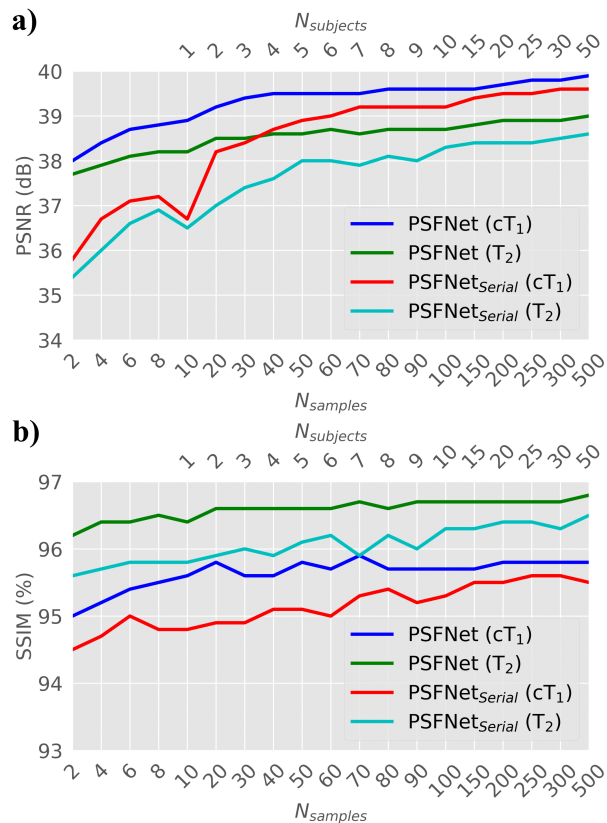 a)
N_subjects
1 2 3 4 5 6 7 8 9 10 15 20 25 30 50
PSNR (dB)
40
39
38
37
36
35
34
PSFNet (cT₁)
PSFNet (T₂)
PSFNet_Serial (cT₁)
PSFNet_Serial (T₂)
2 4 6 8 10 20 30 40 50 60 70 80 90 100 150 200 250 300 500
N_samples
b)
N_subjects
1 2 3 4 5 6 7 8 9 10 15 20 25 30 50
SSIM (%)
97
96
95
94
93
PSFNet (cT₁)
PSFNet (T₂)
PSFNet_Serial (cT₁)
PSFNet_Serial (T₂)
2 4 6 8 10 20 30 40 50 60 70 80 90 100 150 200 250 300 500
N_samples